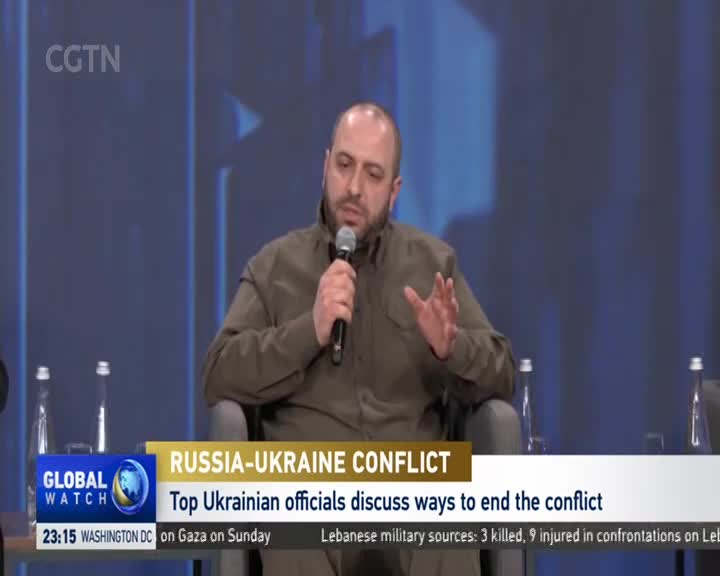 CGTN
RUSSIA-UKRAINE CONFLICT
GLOBAL
WATCH
Top Ukrainian officials discuss ways to end the conflict
23:15 WASHINGTON DC
on Gaza on Sunday Lebanese military sources: 3 killed, 9 injured in confrontations on Leb